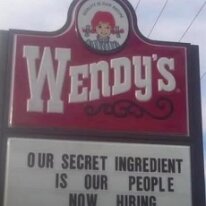 WENDY'S
OUR SECRET INGREDIENT
IS OUR PEOPLE
NOW HIRING